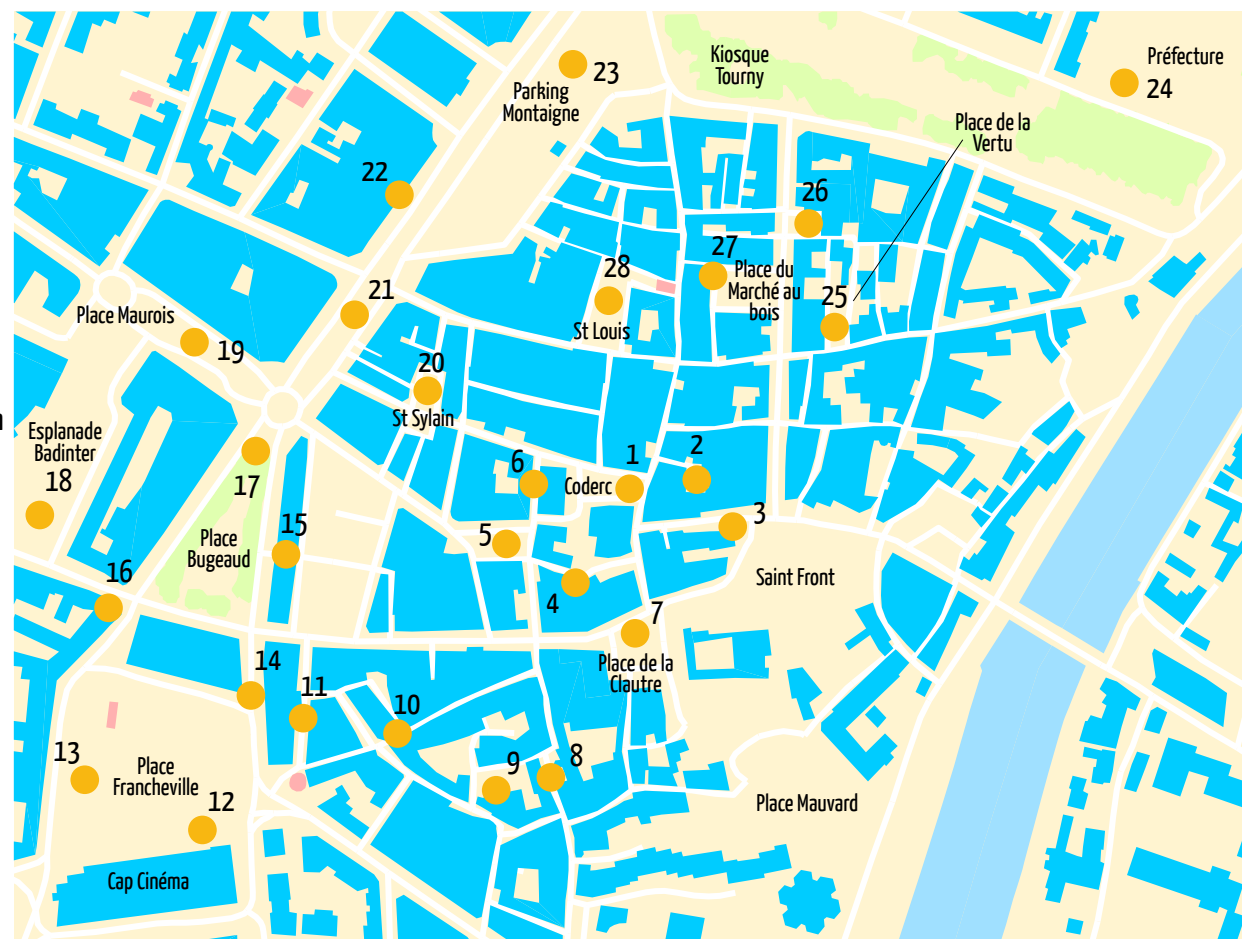 Kiosque
Tourny
Préfecture
24
23
Parking
Montaigne
Place de la
Vertu
22
26
27
Place du
Marché au
bois
28
25
21
St Louis
Place Maurois
19
20
St Sylain
Esplanade
Badinter
18
17
6
1
2
Coderc
5
3
15
Place
Bugeaud
16
4
Saint Front
7
Place de la
Clautre
14
11
10
13
Place
Francheville
9
8
12
Place Mauvard
Cap Cinéma